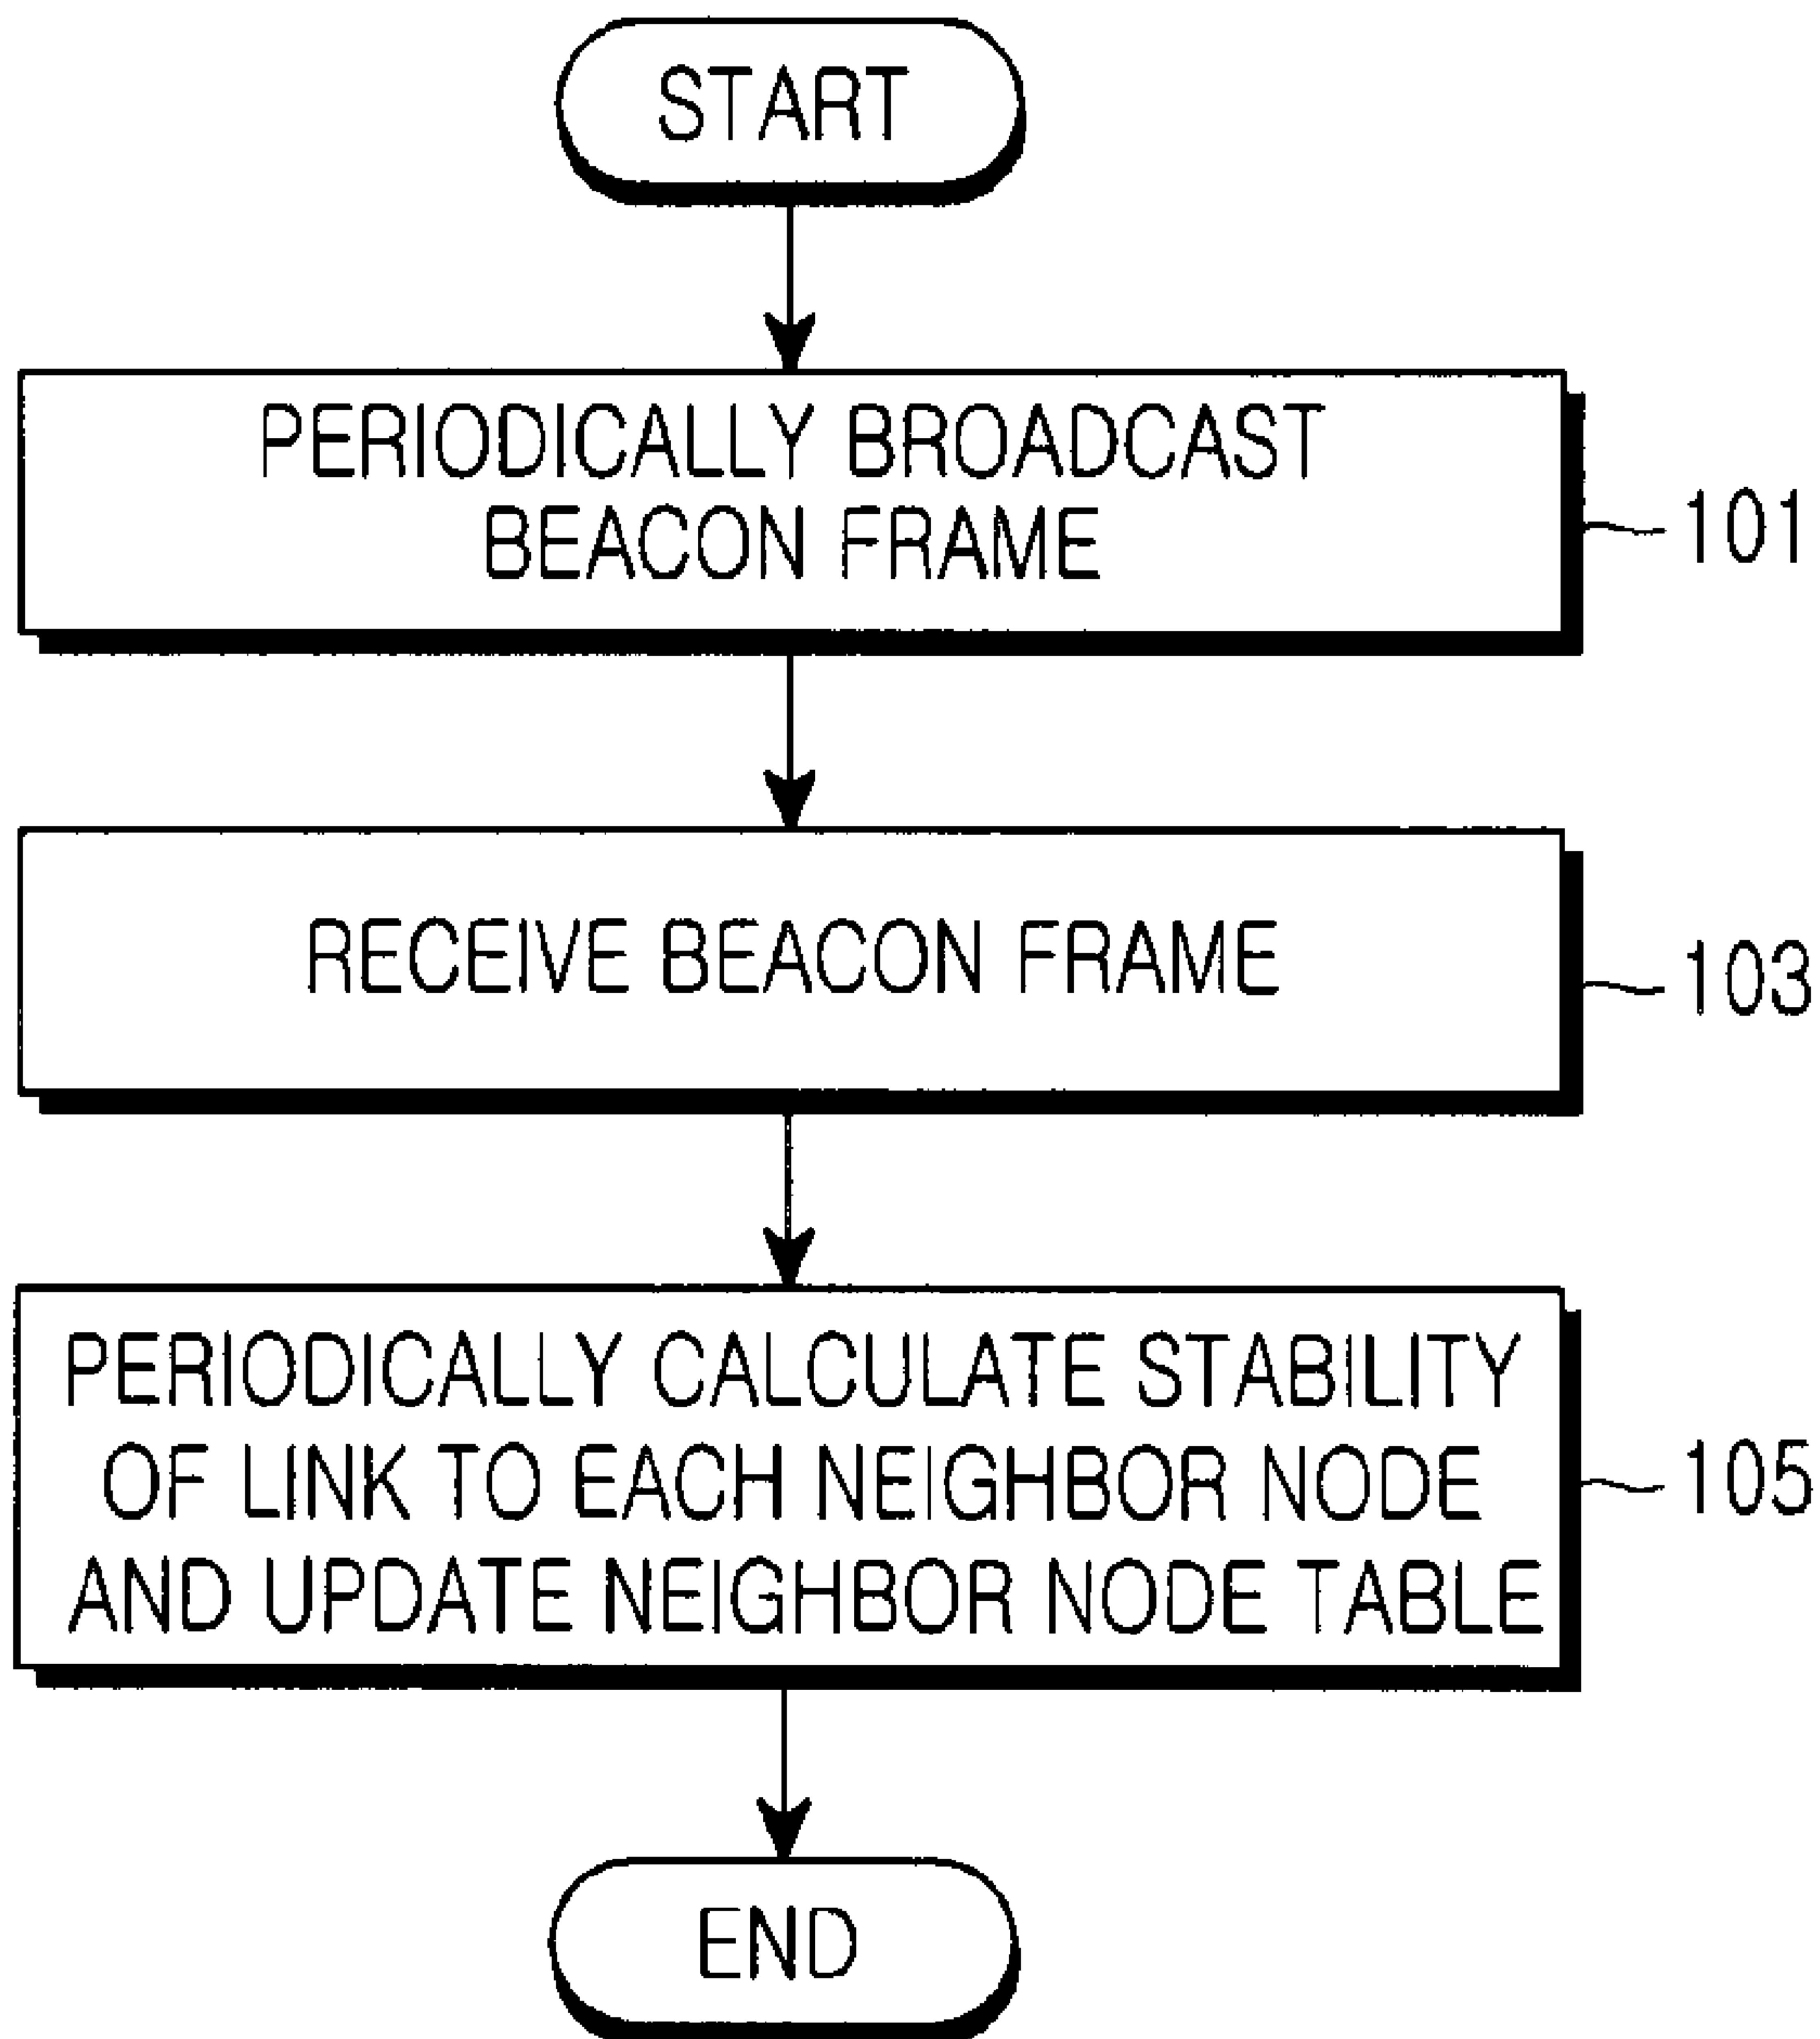 START
PERIODICALLY BROADCAST
BEACON FRAME
101
RECEIVE BEACON FRAME
103
PERIODICALLY CALCULATE STABILITY
OF LINK TO EACH NEIGHBOR NODE
AND UPDATE NEIGHBOR NODE TABLE
105
END